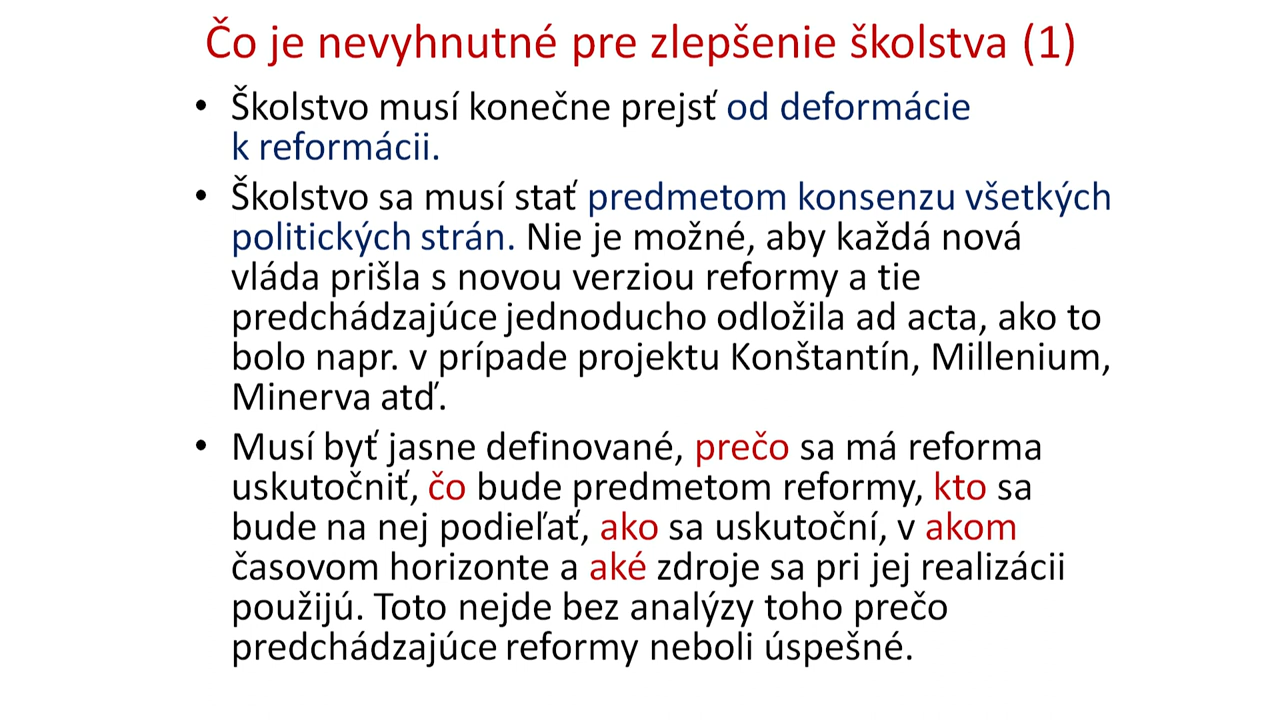 Čo je nevyhnutné pre zlepšenie školstva (1)
• Školstvo musí konečne prejsť od deformácie
k reformácii.
• Školstvo sa musí stať predmetom konsenzu všetkých
politických strán. Nie je možné, aby každá nová
vláda prišla s novou verziou reformy a tie
predchádzajúce jednoducho odložila ad acta, ako to
bolo napr. v prípade projektu Konštantín, Millenium,
Minerva atď.
• Musí byť jasne definované, prečo sa má reforma
uskutočniť, čo bude predmetom reformy, kto sa
bude na nej podieľať, ako sa uskutoční, v akom
časovom horizonte a aké zdroje sa pri jej realizácii
použijú. Toto nejde bez analýzy toho prečo
predchádzajúce reformy neboli úspešné.